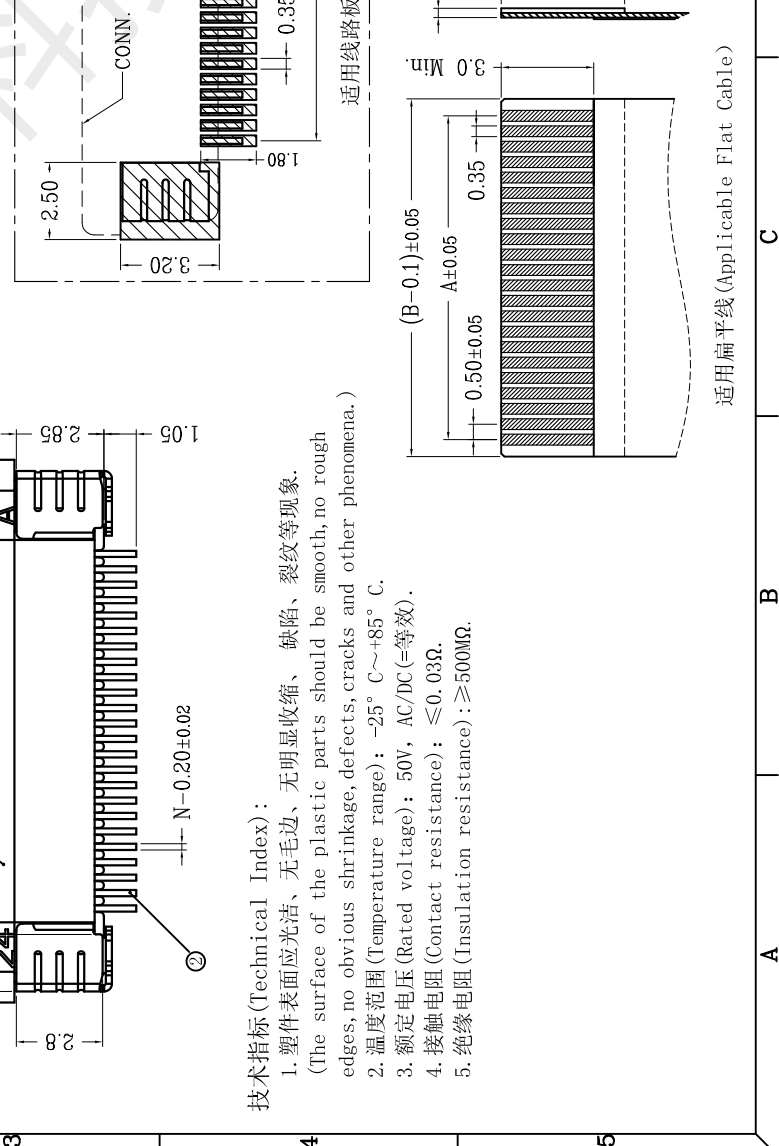 CONN.
2.50
3.20
1.80
0.35
适用线路板
3.0 Min.
(B-0.1)±0.05
A±0.05
0.35
0.50±0.05
适用扁平线(Applicable Flat Cable)
2.85
1.05
A
N-0.20±0.02
②
24
2.8
技术指标(Technical Index):
1.塑件表面应光洁、无毛边、无明显收缩、 缺陷、裂纹等现象.
(The surface of the plastic parts should be smooth,no rough
edges,no obvious shrinkage,defects,cracks and other phenomena.)
2.温度范围(Temperature range): -25° C～+85° C.
3.额定电压(Rated voltage): 50V, AC/DC(=等效).
4.接触电阻(Contact resistance): ≤0.03Ω.
5.绝缘电阻(Insulation resistance):≥500MΩ.
3
4
5
A
B
C